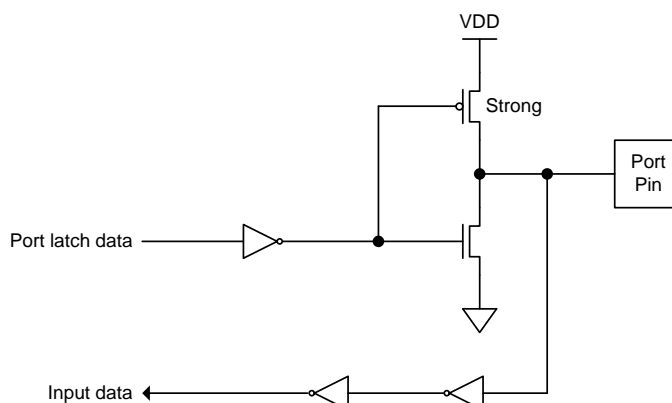 VDD
Strong
Port
Pin
Port latch data
Input data